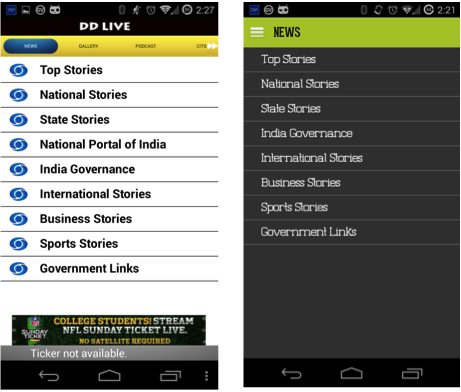 2:27
DD LIVE
NEWS
GALLERY
PODCAST
Top Stories
National Stories
State Stories
National Portal of India
India Governance
International Stories
Business Stories
Sports Stories
Government Links
NFL
SUNDAY
TICKET
COLLEGE STUDENTS! STREAM
NFL SUNDAY TICKET LIVE.
NO SATELLITE REQUIRED
Ticker not available.
2:21
NEWS
Top Stories
National Stories
State Stories
India Governance
International Stories
Business Stories
Sports Stories
Government Links